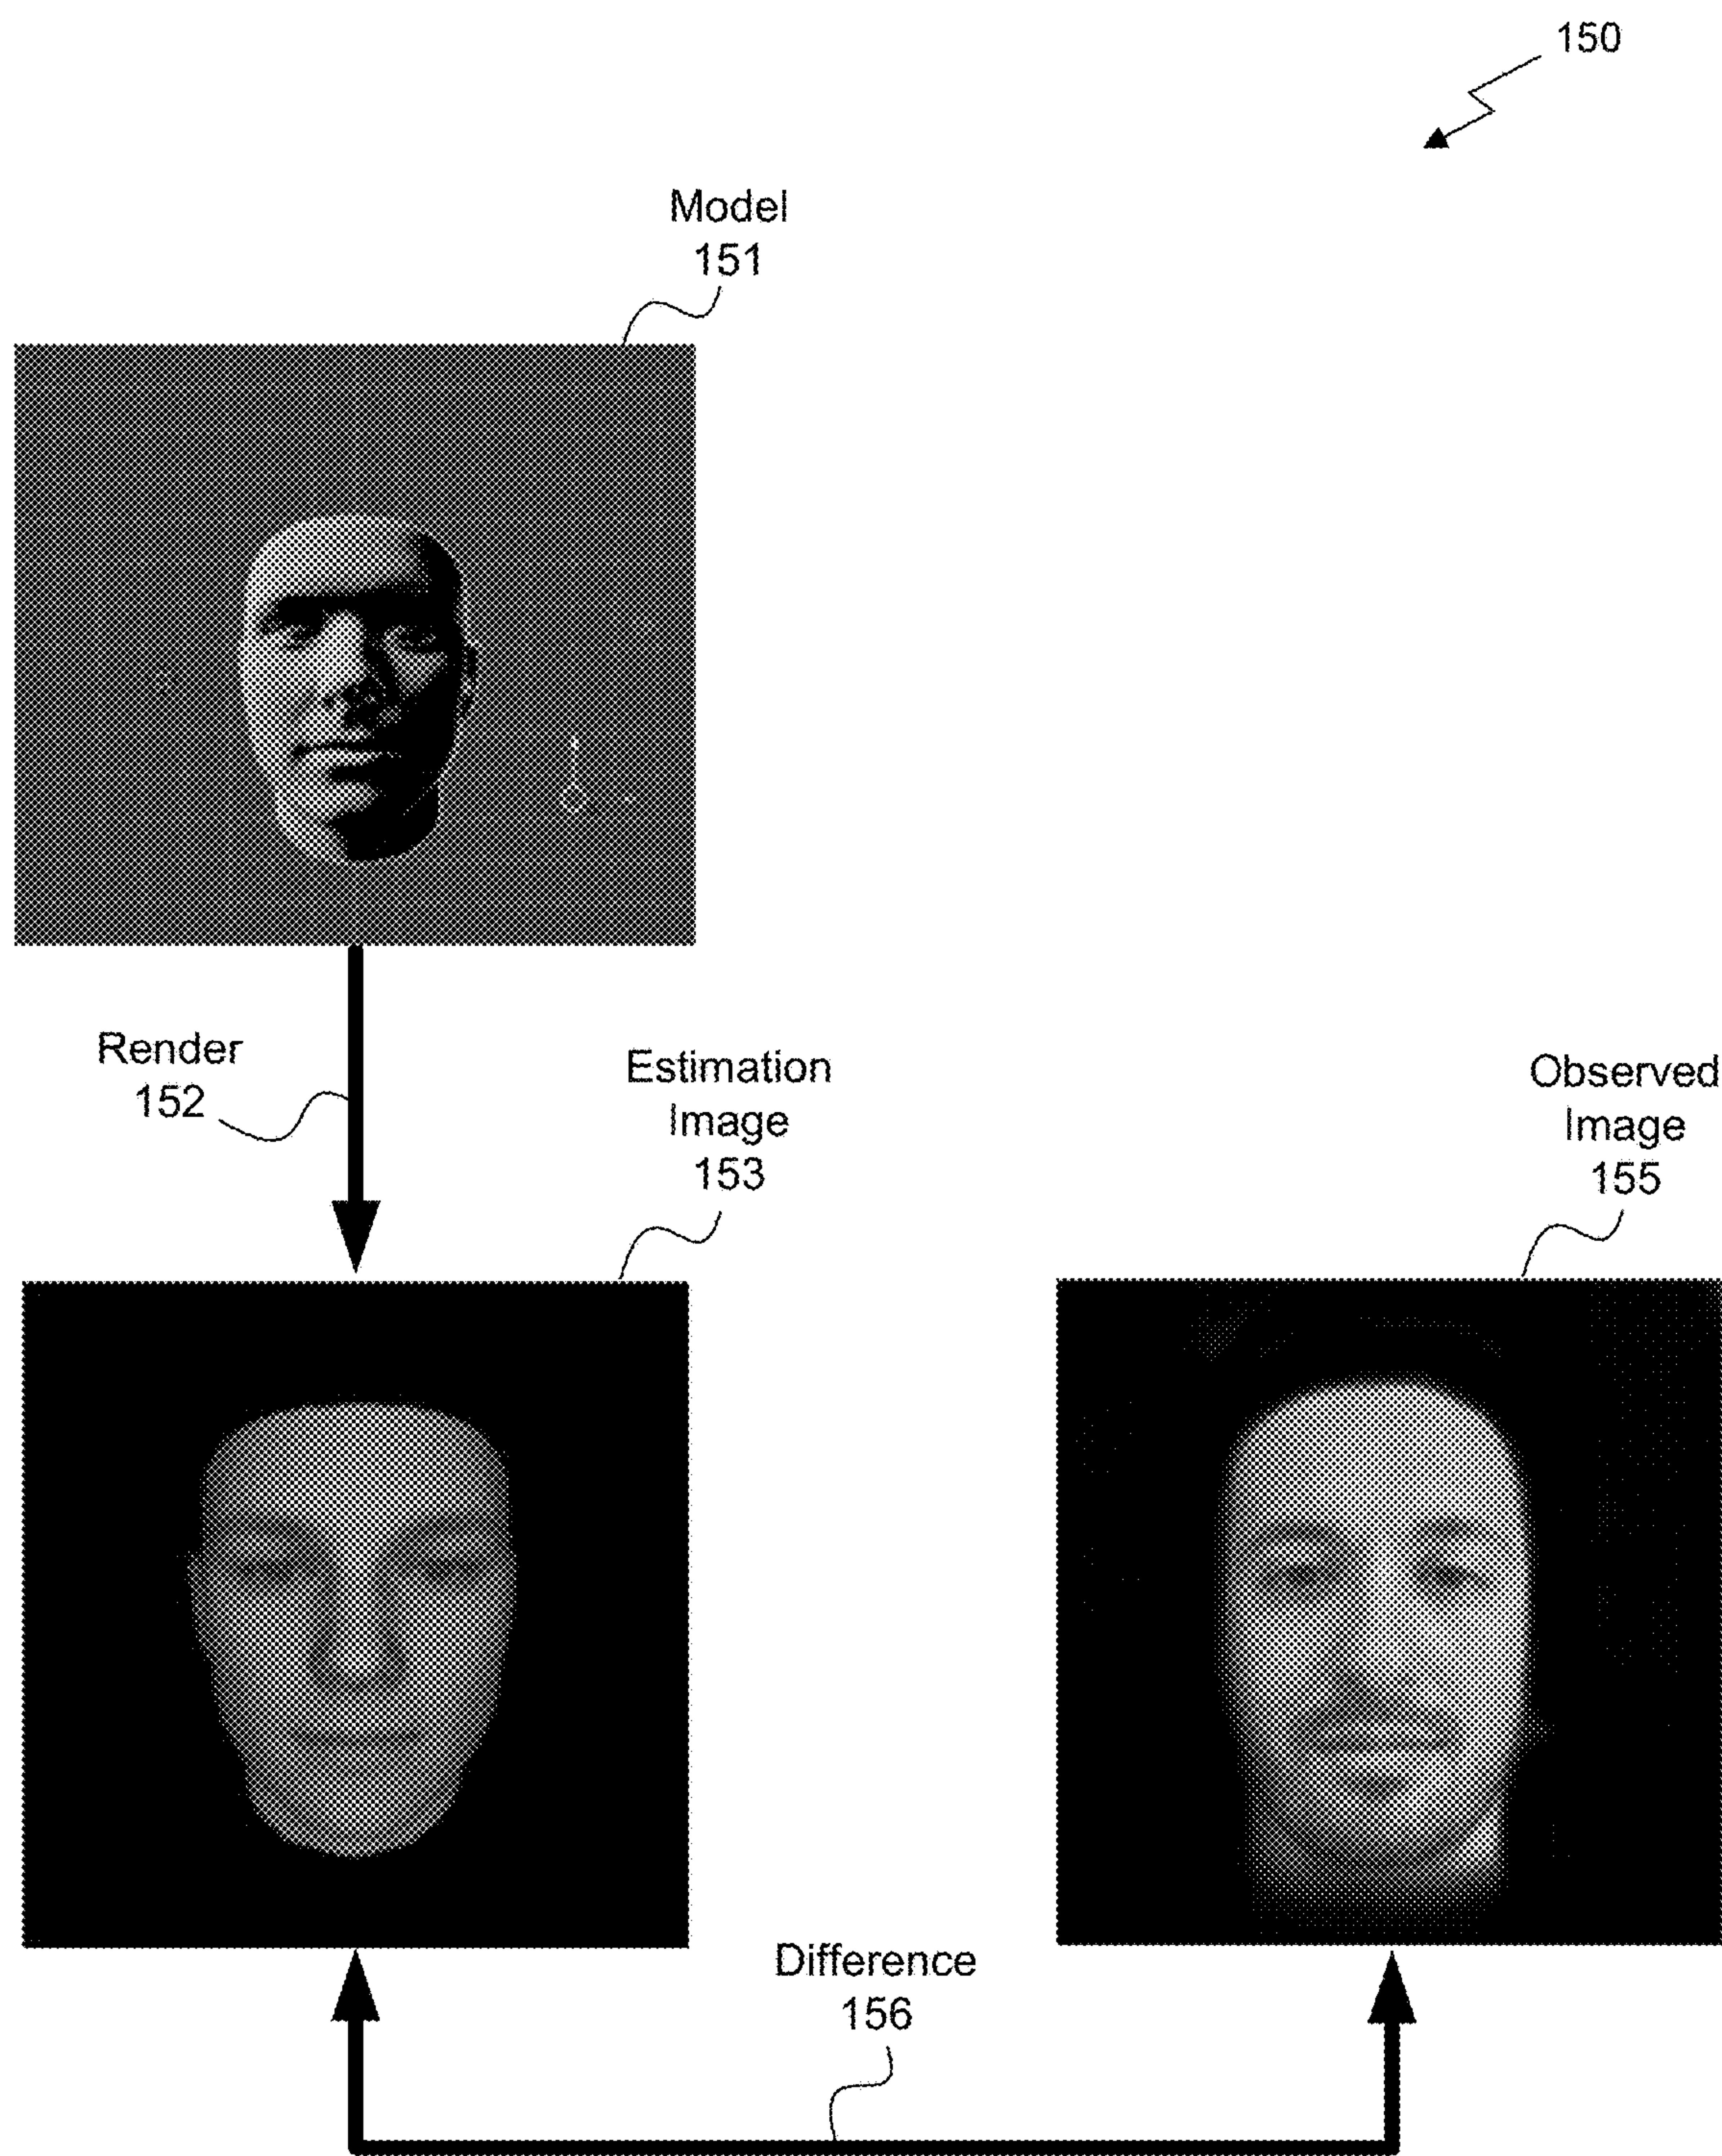 150
Model
151
Render
152
Estimation
Image
153
Observed
Image
155
Difference
156